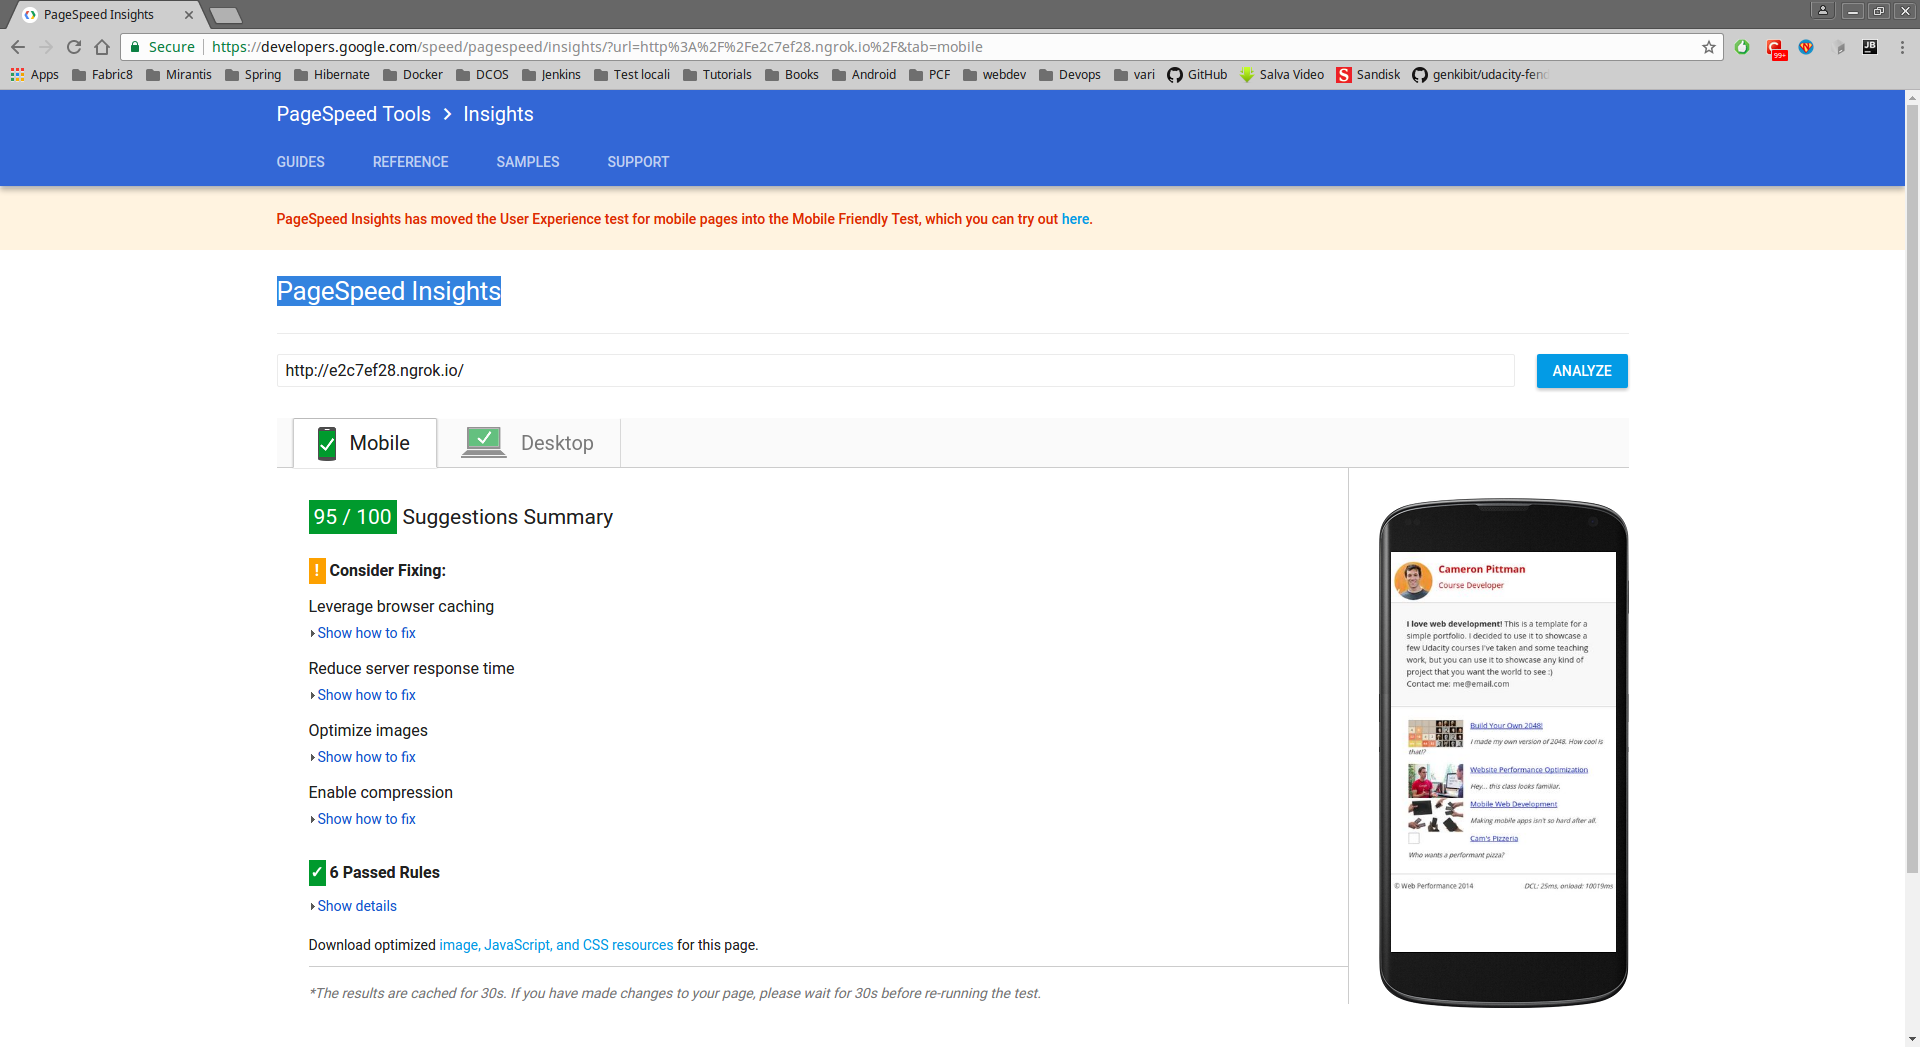 PageSpeed Insights
Secure https://developers.google.com/speed/pagespeed/insights/?url=http%3A%2F%2Fe2c7ef28.ngrok.io%2F&tab=mobile
99+ JB
Apps Fabric8 Mirantis Spring Hibernate Docker DCOS Jenkins Test locali Tutorials Books Android PCF webdev Devops vari GitHub Salva Video S Sandisk genkibit/udacity-fend
PageSpeed Tools Insights
GUIDES REFERENCE SAMPLES SUPPORT
PageSpeed Insights has moved the User Experience test for mobile pages into the Mobile Friendly Test, which you can try out here.
PageSpeed Insights
http://e2c7ef28.ngrok.io/ ANALYZE
Mobile Desktop
95 / 100 Suggestions Summary
! Consider Fixing:
Leverage browser caching
Show how to fix
Reduce server response time
Show how to fix
Optimize images
Show how to fix
Enable compression
Show how to fix
6 Passed Rules
Show details
Download optimized image, JavaScript, and CSS resources for this page.
*The results are cached for 30s. If you have made changes to your page, please wait for 30s before re-running the test.
Cameron Pittman
Course Developer
I love web development! This is a template for a
simple portfolio. I decided to use it to showcase a
few Udacity courses I've taken and some teaching
work, but you can use it to showcase any kind of
project that you want the world to see :)
Contact me: me@email.com
Build Your Own 2048!
I made my own version of 2048. How cool is
that!?
Website Performance Optimization
Hey... this class looks familiar.
Mobile Web Development
Making mobile apps isn't so hard after all.
Cam's Pizzeria
Who wants a performant pizza?
© Web Performance 2014 DCL: 25ms, onload: 10019ms